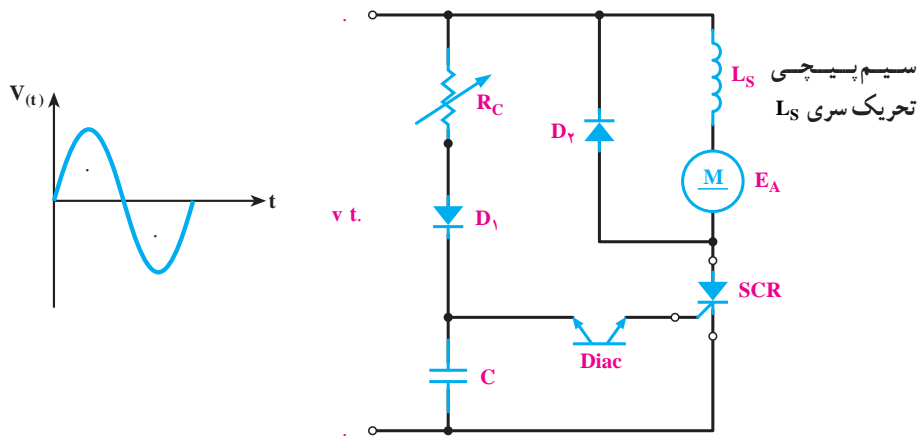 V(t)
t
v t.
RC
D۱
C
D۲
Diac
LS
M
EA
SCR
سیم پیچی
تحریک سری LS